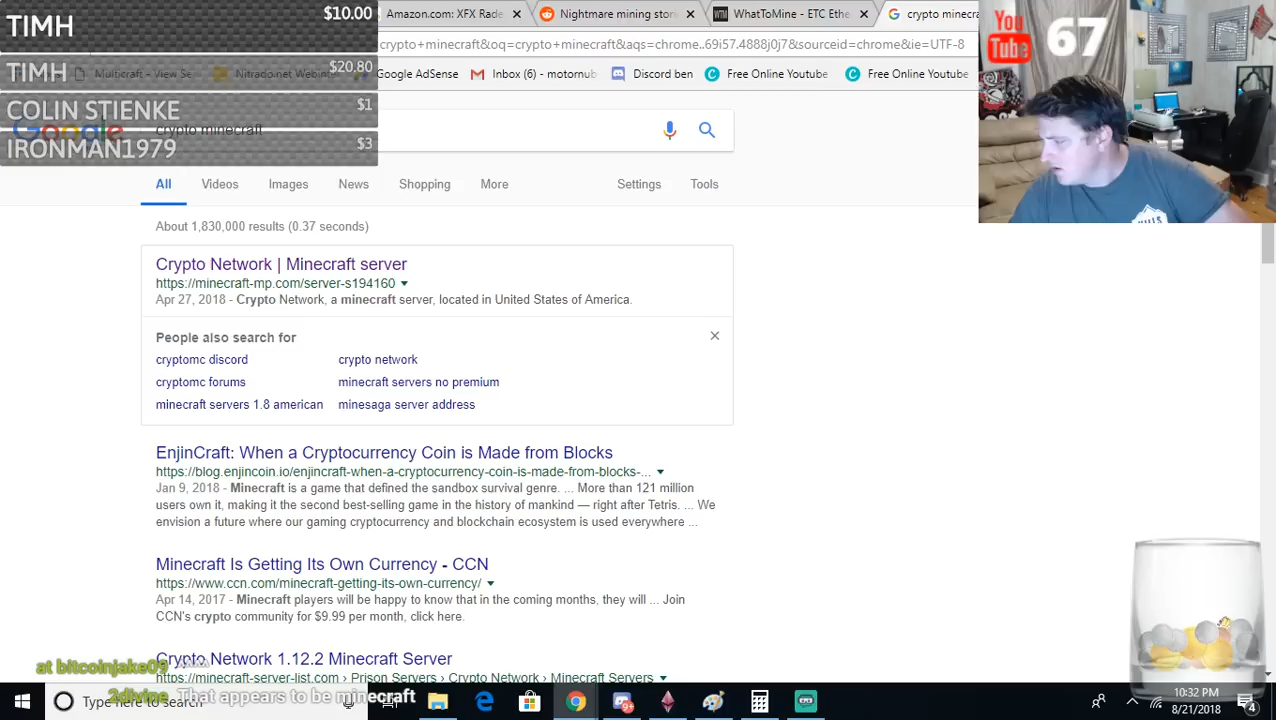 TIMH $10.00
TIMH $20.80
COLIN STIENKE $1
IRONMAN1979 $3
Amazon.com: XFX Rade
Nightmare mining stor
WhatToMine - ETC Ethe
crypto minecra
crypto+minecraft&oq=crypto+minecraft&aqs=chrome..69i57.4888j0j7&sourceid=chrome&ie=UTF-8
Multicraft - View Se
Nitrado.net Webin
Google AdSense
Inbox (6) - motornub
Discord ben
Free Online Youtube
Free Online Youtube
You Tube 67
Google
crypto minecraft
All Videos Images News Shopping More Settings Tools
About 1,830,000 results (0.37 seconds)
Crypto Network | Minecraft server
https://minecraft-mp.com/server-s194160
Apr 27, 2018 - Crypto Network, a minecraft server, located in United States of America.
People also search for
cryptomc discord crypto network
cryptomc forums minecraft servers no premium
minecraft servers 1.8 american minesaga server address
EnjinCraft: When a Cryptocurrency Coin is Made from Blocks
https://blog.enjincoin.io/enjincraft-when-a-cryptocurrency-coin-is-made-from-blocks-...
Jan 9, 2018 - Minecraft is a game that defined the sandbox survival genre. ... More than 121 million
users own it, making it the second best-selling game in the history of mankind — right after Tetris. ... We
envision a future where our gaming cryptocurrency and blockchain ecosystem is used everywhere ...
Minecraft Is Getting Its Own Currency - CCN
https://www.ccn.com/minecraft-getting-its-own-currency/
Apr 14, 2017 - Minecraft players will be happy to know that in the coming months, they will ... Join
CCN's crypto community for $9.99 per month, click here.
Crypto Network 1.12.2 Minecraft Server
https://minecraft-server-list.com › Prison Servers › Crypto Network › Minecraft Servers
at bitcoinjake09
2divine That appears to be minecraft
Type here to search
10:32 PM
8/21/2018
4